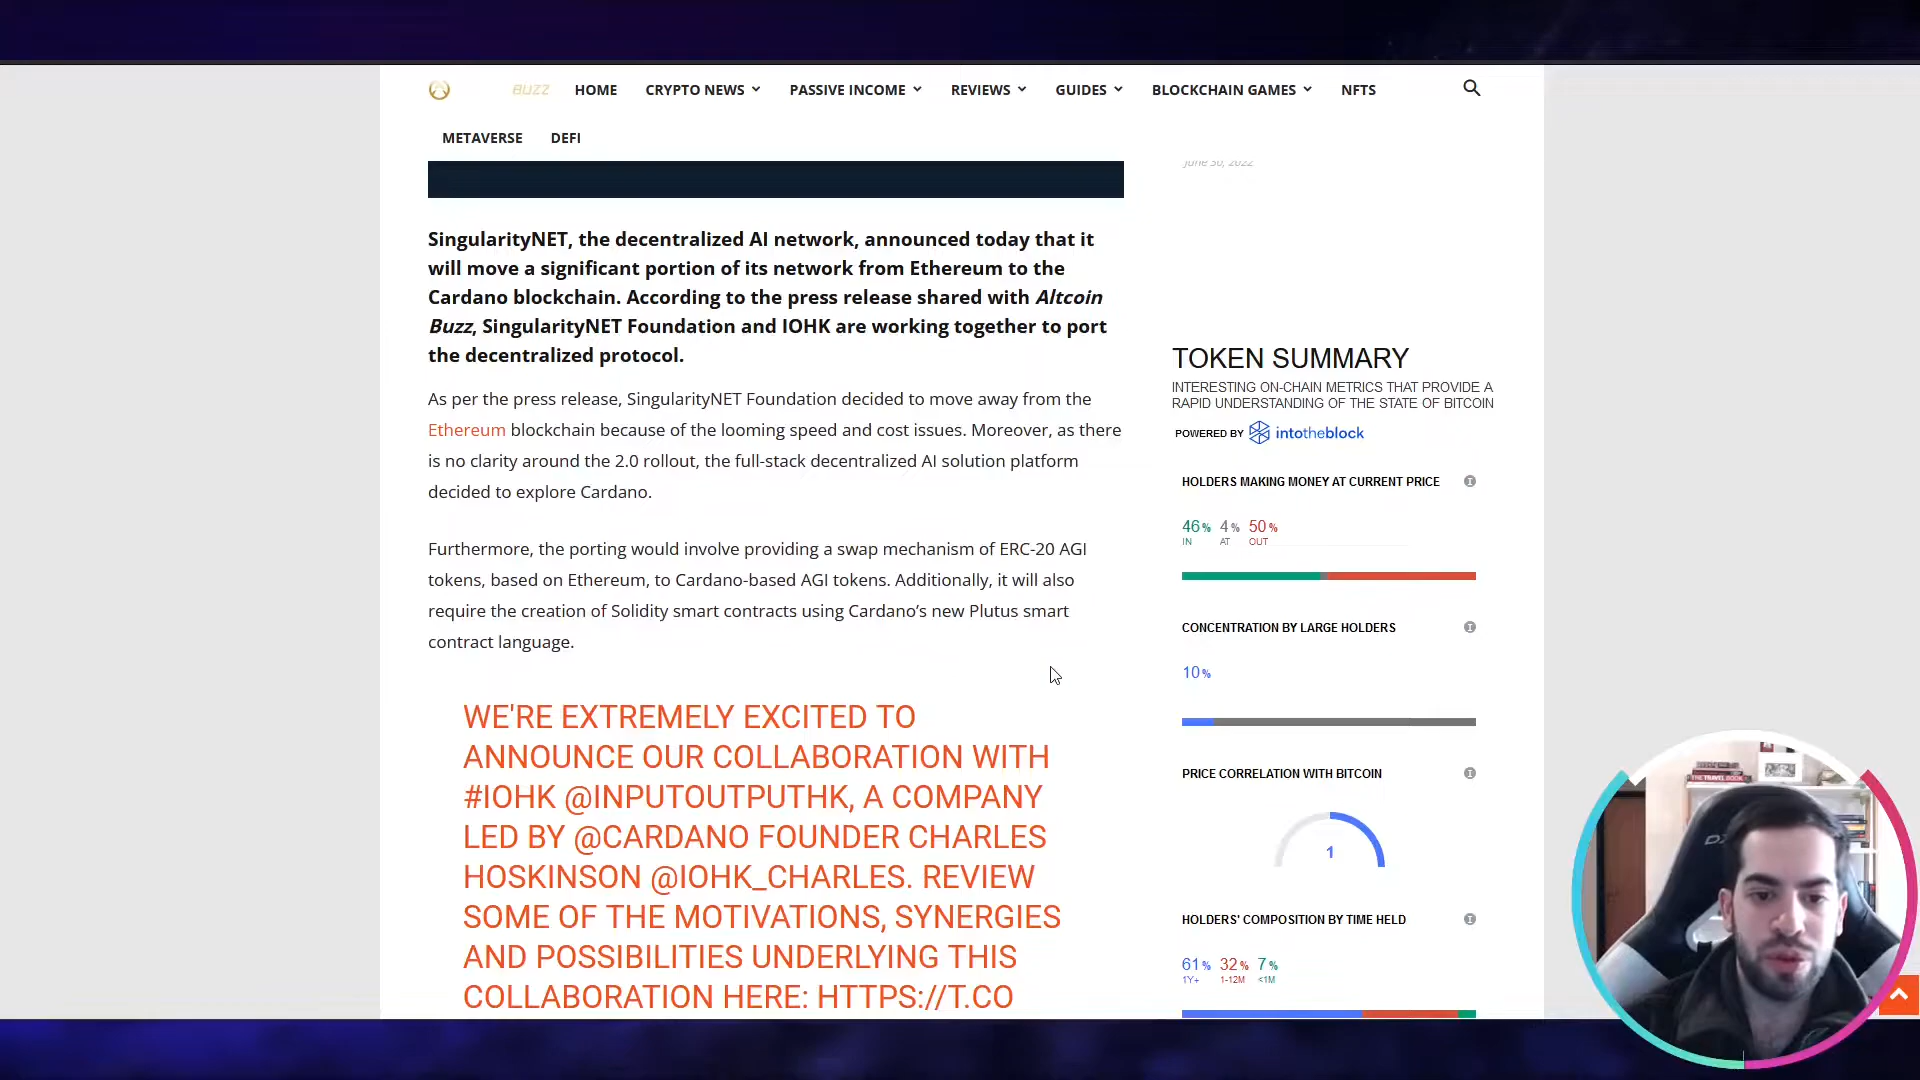 BUZZ
HOME
CRYPTO NEWS
PASSIVE INCOME
REVIEWS
GUIDES
BLOCKCHAIN GAMES
NFTS
METAVERSE
DEFI
June 30, 2022
SingularityNET, the decentralized AI network, announced today that it
will move a significant portion of its network from Ethereum to the
Cardano blockchain. According to the press release shared with Altcoin
Buzz, SingularityNET Foundation and IOHK are working together to port
the decentralized protocol.
As per the press release, SingularityNET Foundation decided to move away from the
Ethereum blockchain because of the looming speed and cost issues. Moreover, as there
is no clarity around the 2.0 rollout, the full-stack decentralized AI solution platform
decided to explore Cardano.
Furthermore, the porting would involve providing a swap mechanism of ERC-20 AGI
tokens, based on Ethereum, to Cardano-based AGI tokens. Additionally, it will also
require the creation of Solidity smart contracts using Cardano’s new Plutus smart
contract language.
WE'RE EXTREMELY EXCITED TO
ANNOUNCE OUR COLLABORATION WITH
#IOHK @INPUTOUTPUTHK, A COMPANY
LED BY @CARDANO FOUNDER CHARLES
HOSKINSON @IOHK_CHARLES. REVIEW
SOME OF THE MOTIVATIONS, SYNERGIES
AND POSSIBILITIES UNDERLYING THIS
COLLABORATION HERE: HTTPS://T.CO
TOKEN SUMMARY
INTERESTING ON-CHAIN METRICS THAT PROVIDE A
RAPID UNDERSTANDING OF THE STATE OF BITCOIN
POWERED BY intotheblock
HOLDERS MAKING MONEY AT CURRENT PRICE
46% 4% 50%
IN AT OUT
CONCENTRATION BY LARGE HOLDERS
10%
PRICE CORRELATION WITH BITCOIN
1
HOLDERS' COMPOSITION BY TIME HELD
61% 32% 7%
1Y+ 1-12M <1M
THE TRAVEL BOOK